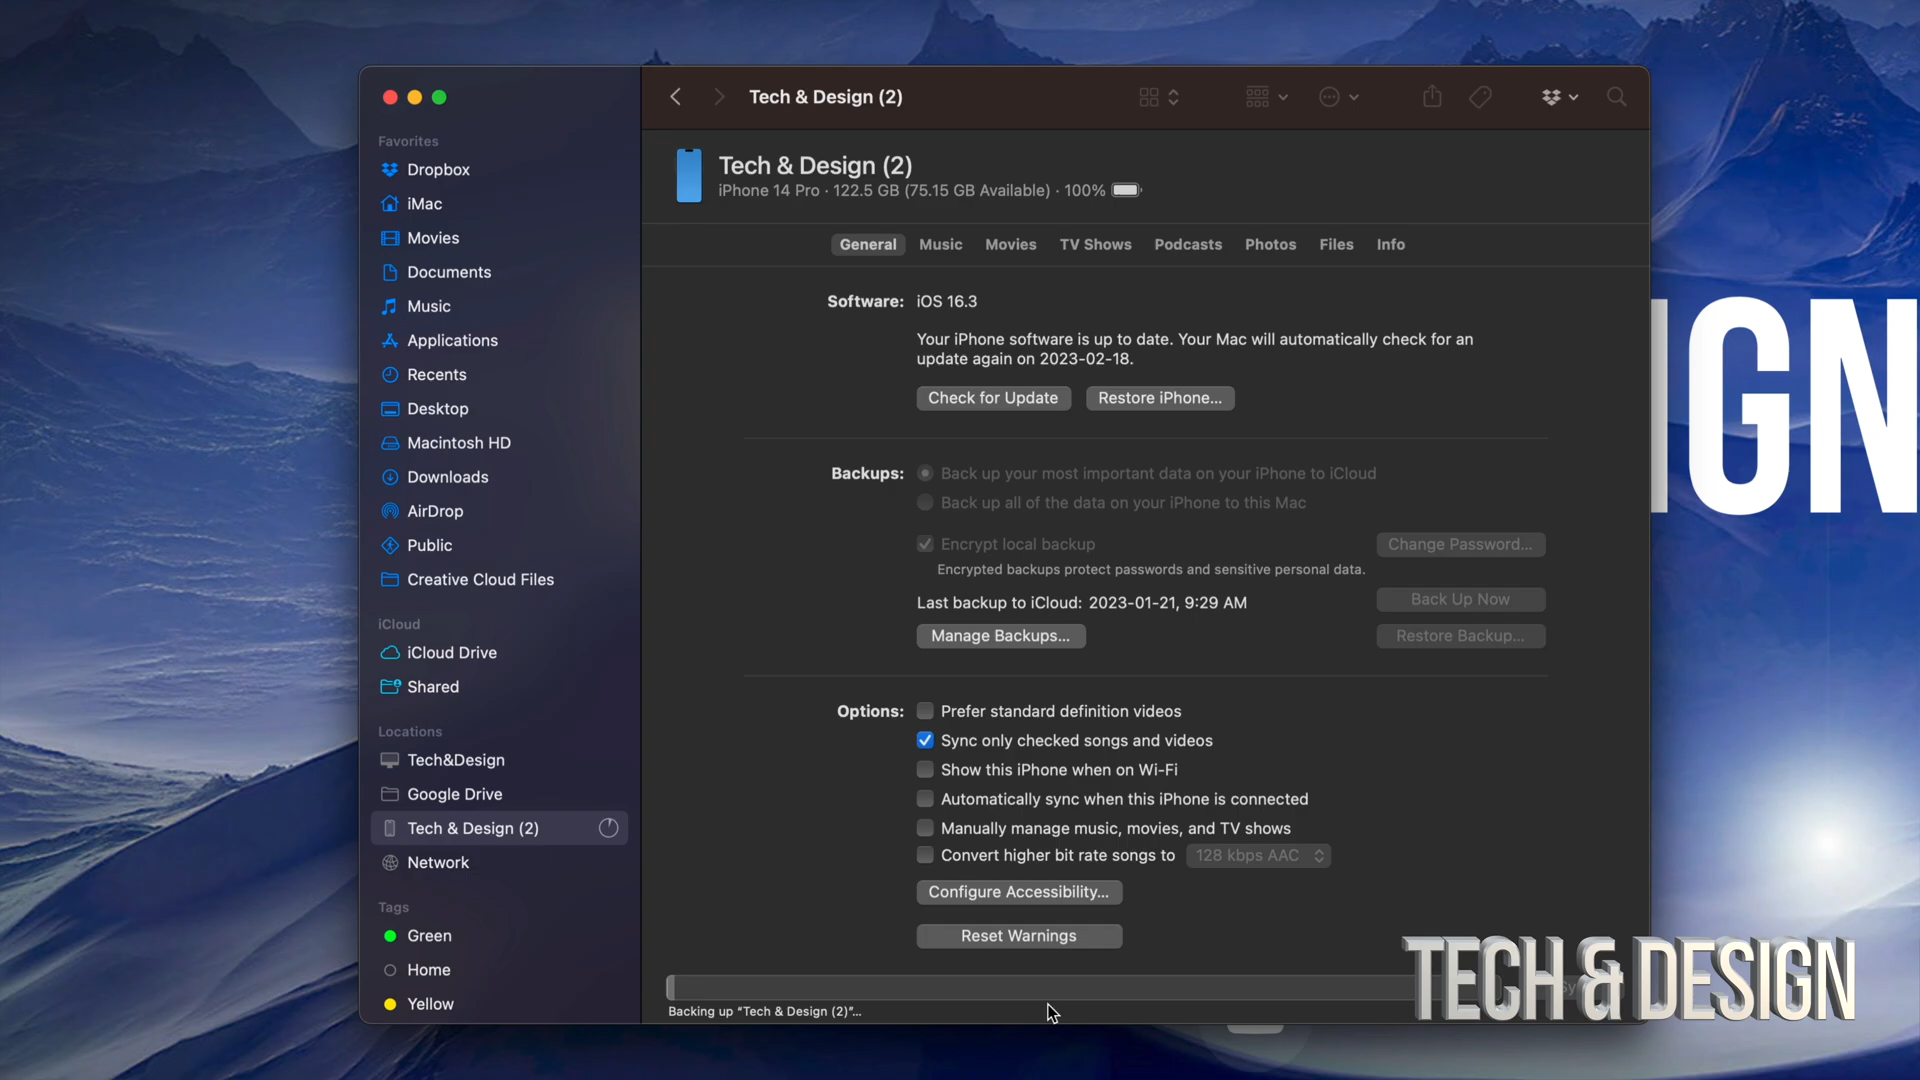 Tech & Design (2)
Favorites
Dropbox
iMac
Movies
Documents
Music
Applications
Recents
Desktop
Macintosh HD
Downloads
AirDrop
Public
Creative Cloud Files
iCloud
iCloud Drive
Shared
Locations
Tech&Design
Google Drive
Tech & Design (2)
Network
Tags
Green
Home
Yellow
Tech & Design (2)
iPhone 14 Pro · 122.5 GB (75.15 GB Available) · 100%
General Music Movies TV Shows Podcasts Photos Files Info
Software: iOS 16.3
Your iPhone software is up to date. Your Mac will automatically check for an
update again on 2023-02-18.
Check for Update Restore iPhone...
Backups: Back up your most important data on your iPhone to iCloud
Back up all of the data on your iPhone to this Mac
Encrypt local backup Change Password...
Encrypted backups protect passwords and sensitive personal data.
Last backup to iCloud: 2023-01-21, 9:29 AM Back Up Now
Manage Backups... Restore Backup...
Options: Prefer standard definition videos
Sync only checked songs and videos
Show this iPhone when on Wi-Fi
Automatically sync when this iPhone is connected
Manually manage music, movies, and TV shows
Convert higher bit rate songs to 128 kbps AAC
Configure Accessibility...
Reset Warnings
Backing up “Tech & Design (2)”...
IGN
TECH & DESIGN